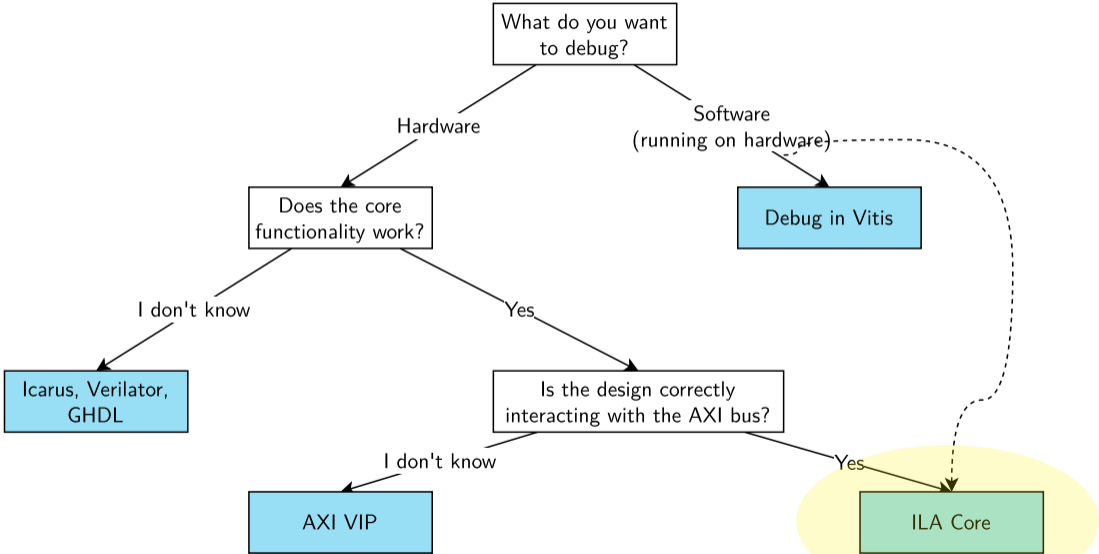 What do you want
to debug?
Hardware
Software
(running on hardware)
Does the core
functionality work?
Debug in Vitis
I don't know
Yes
Icarus, Verilator,
GHDL
Is the design correctly
interacting with the AXI bus?
I don't know
Yes
AXI VIP
ILA Core